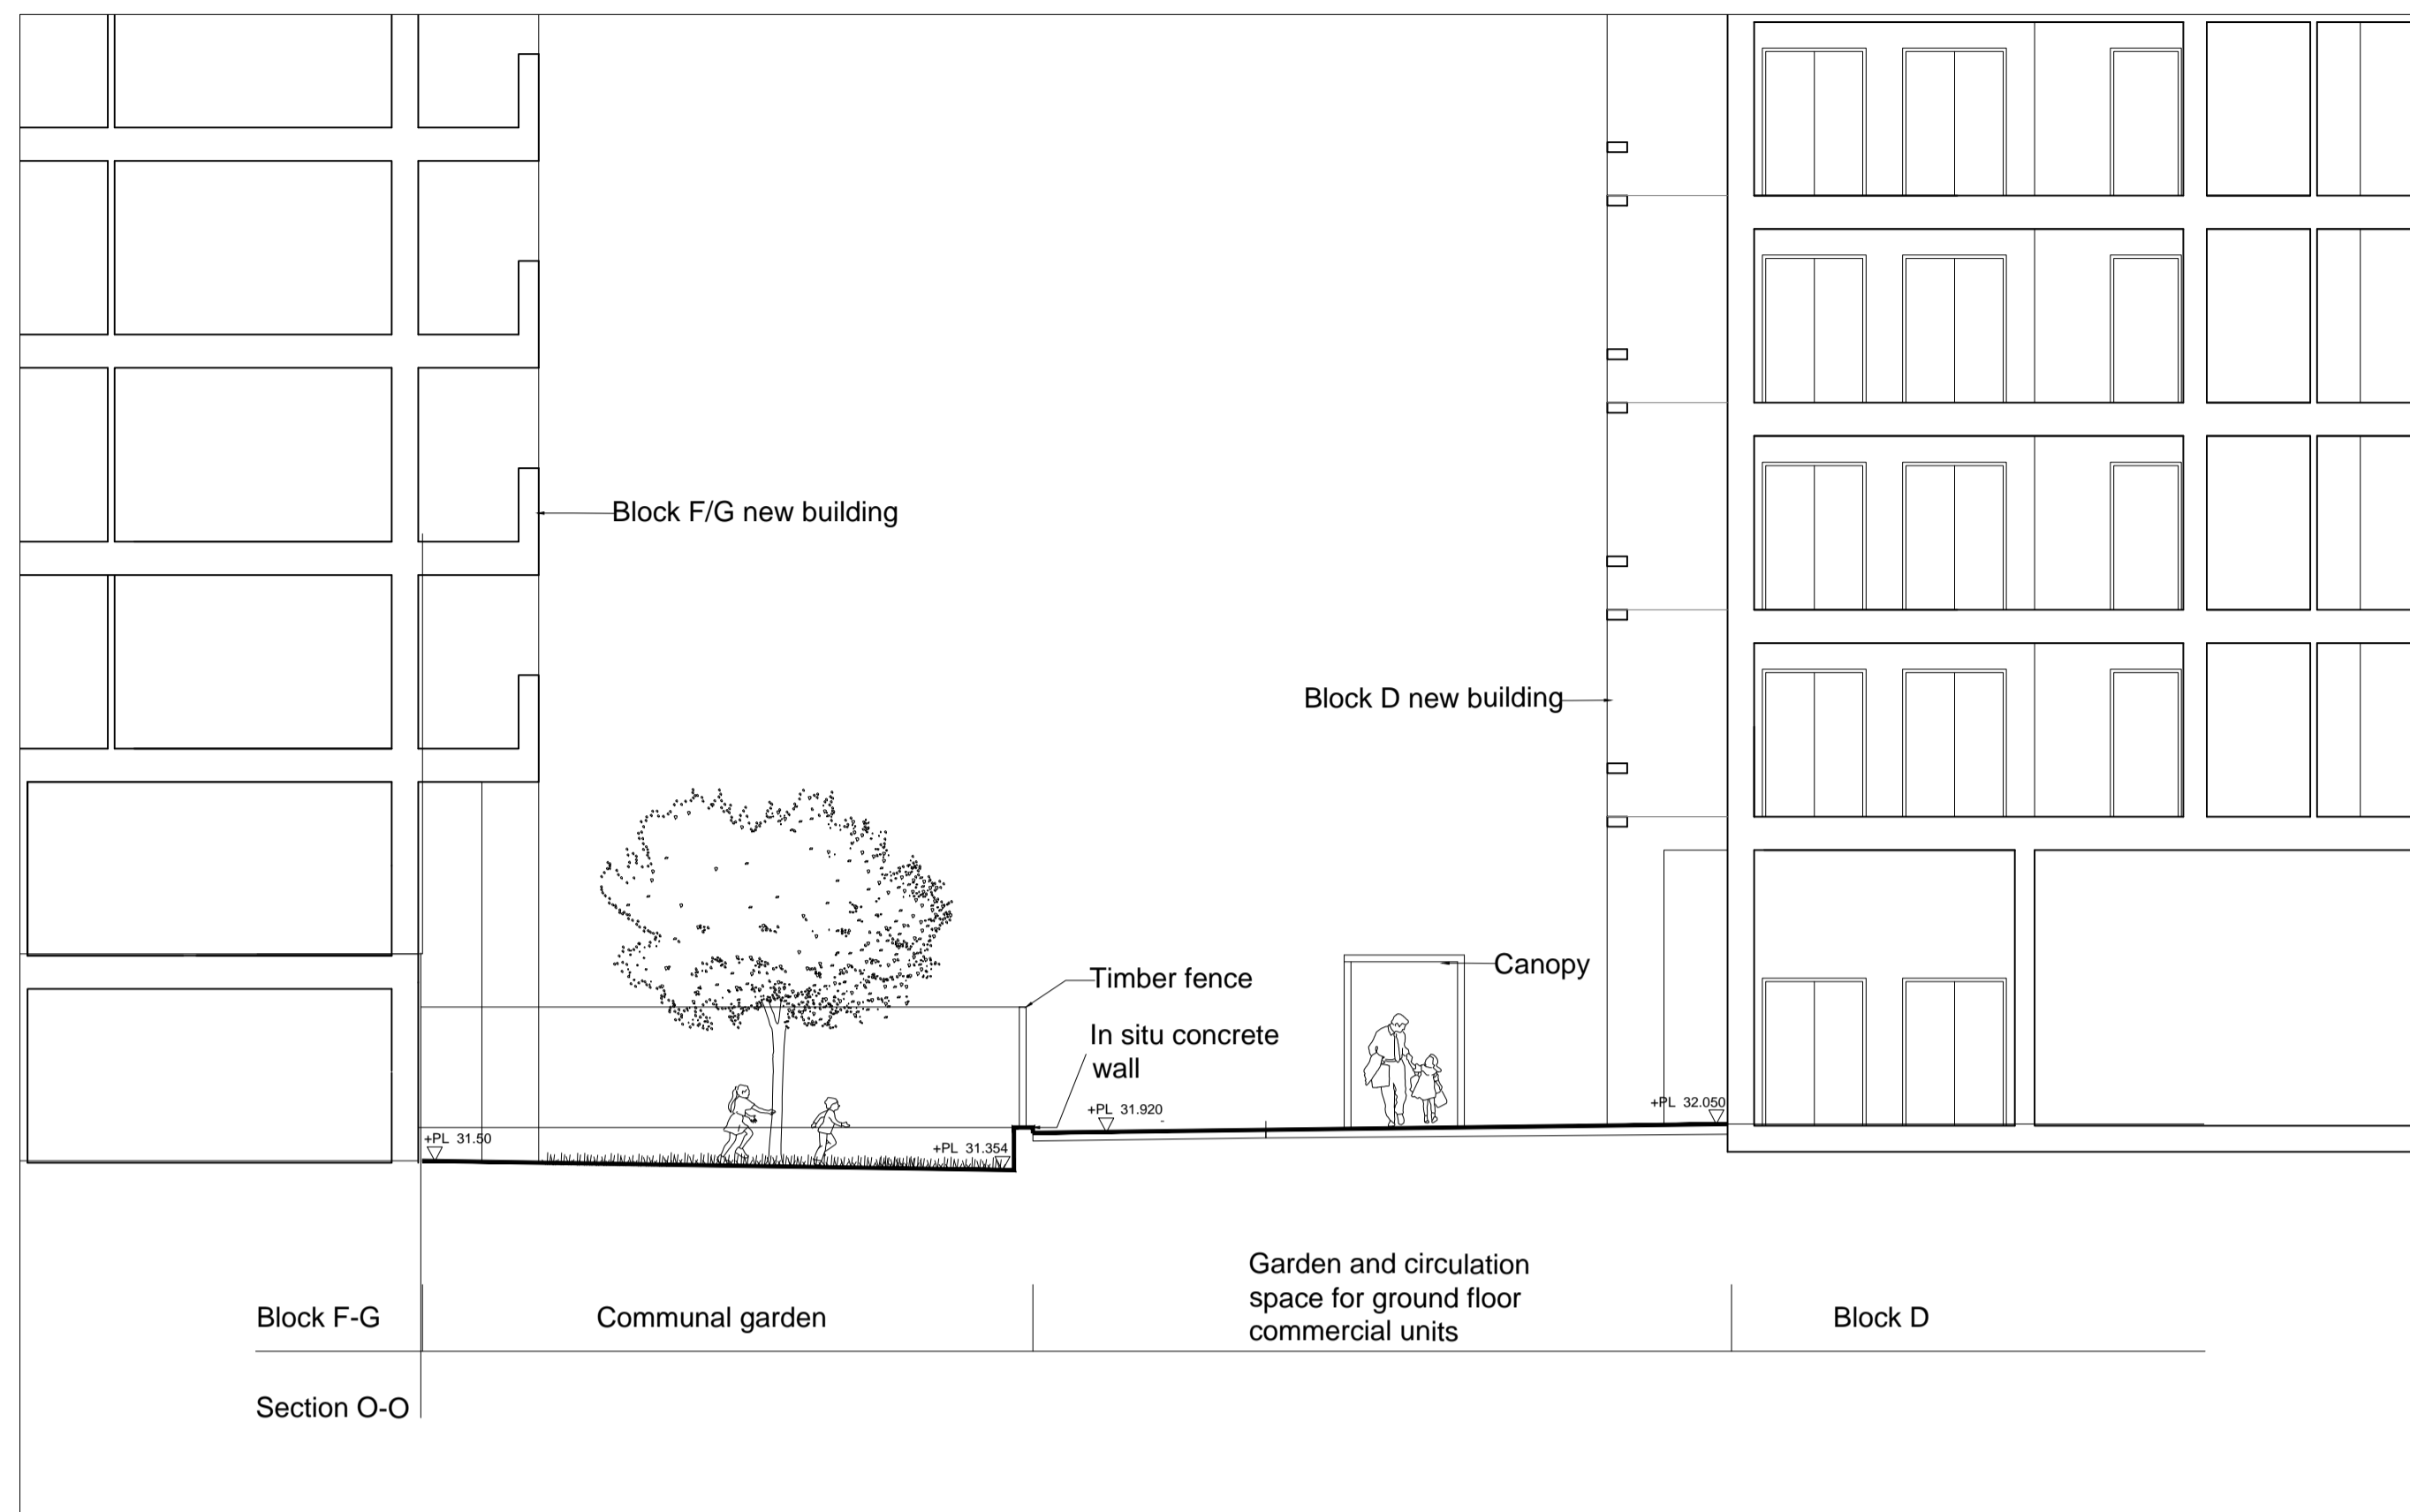 Block F/G new building
Block D new building
Canopy
Timber fence
In situ concrete
wall
+PL 32.050
+PL 31.920
+PL 31.50
+PL 31.354
Garden and circulation
space for ground floor
commercial units
Block F-G
Communal garden
Block D
Section O-O